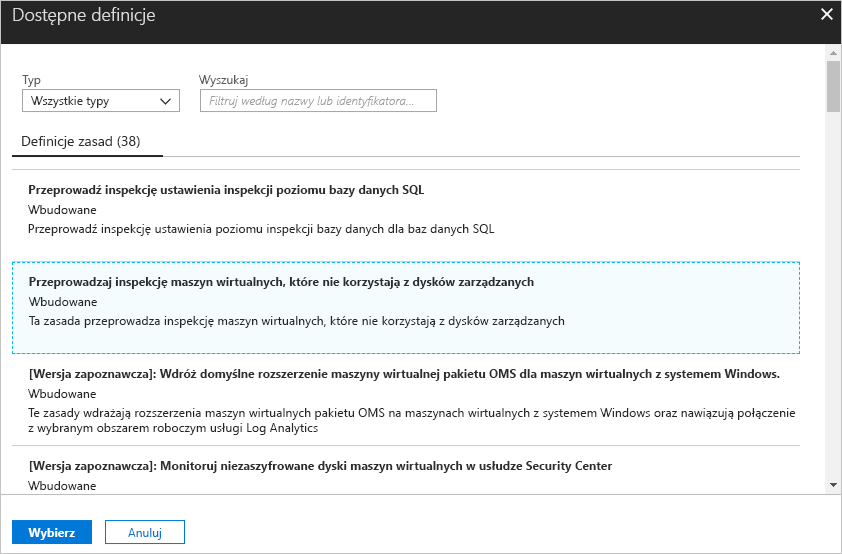 Dostępne definicje
Typ
Wyszukaj
Wszystkie typy
Filtruj według nazwy lub identyfikatora...
Definicje zasad (38)
Przeprowadź inspekcję ustawienia inspekcji poziomu bazy danych SQL
Wbudowane
Przeprowadź inspekcję ustawienia poziomu inspekcji bazy danych dla baz danych SQL
Przeprowadzaj inspekcję maszyn wirtualnych, które nie korzystają z dysków zarządzanych
Wbudowane
Ta zasada przeprowadza inspekcję maszyn wirtualnych, które nie korzystają z dysków zarządzanych
[Wersja zapoznawcza]: Wdróż domyślne rozszerzenie maszyny wirtualnej pakietu OMS dla maszyn wirtualnych z systemem Windows.
Wbudowane
Te zasady wdrażają rozszerzenia maszyn wirtualnych pakietu OMS na maszynach wirtualnych z systemem Windows oraz nawiązują połączenie
z wybranym obszarem roboczym usługi Log Analytics
[Wersja zapoznawcza]: Monitoruj niezaszyfrowane dyski maszyn wirtualnych w usłudze Security Center
Wbudowane
Wybierz
Anuluj